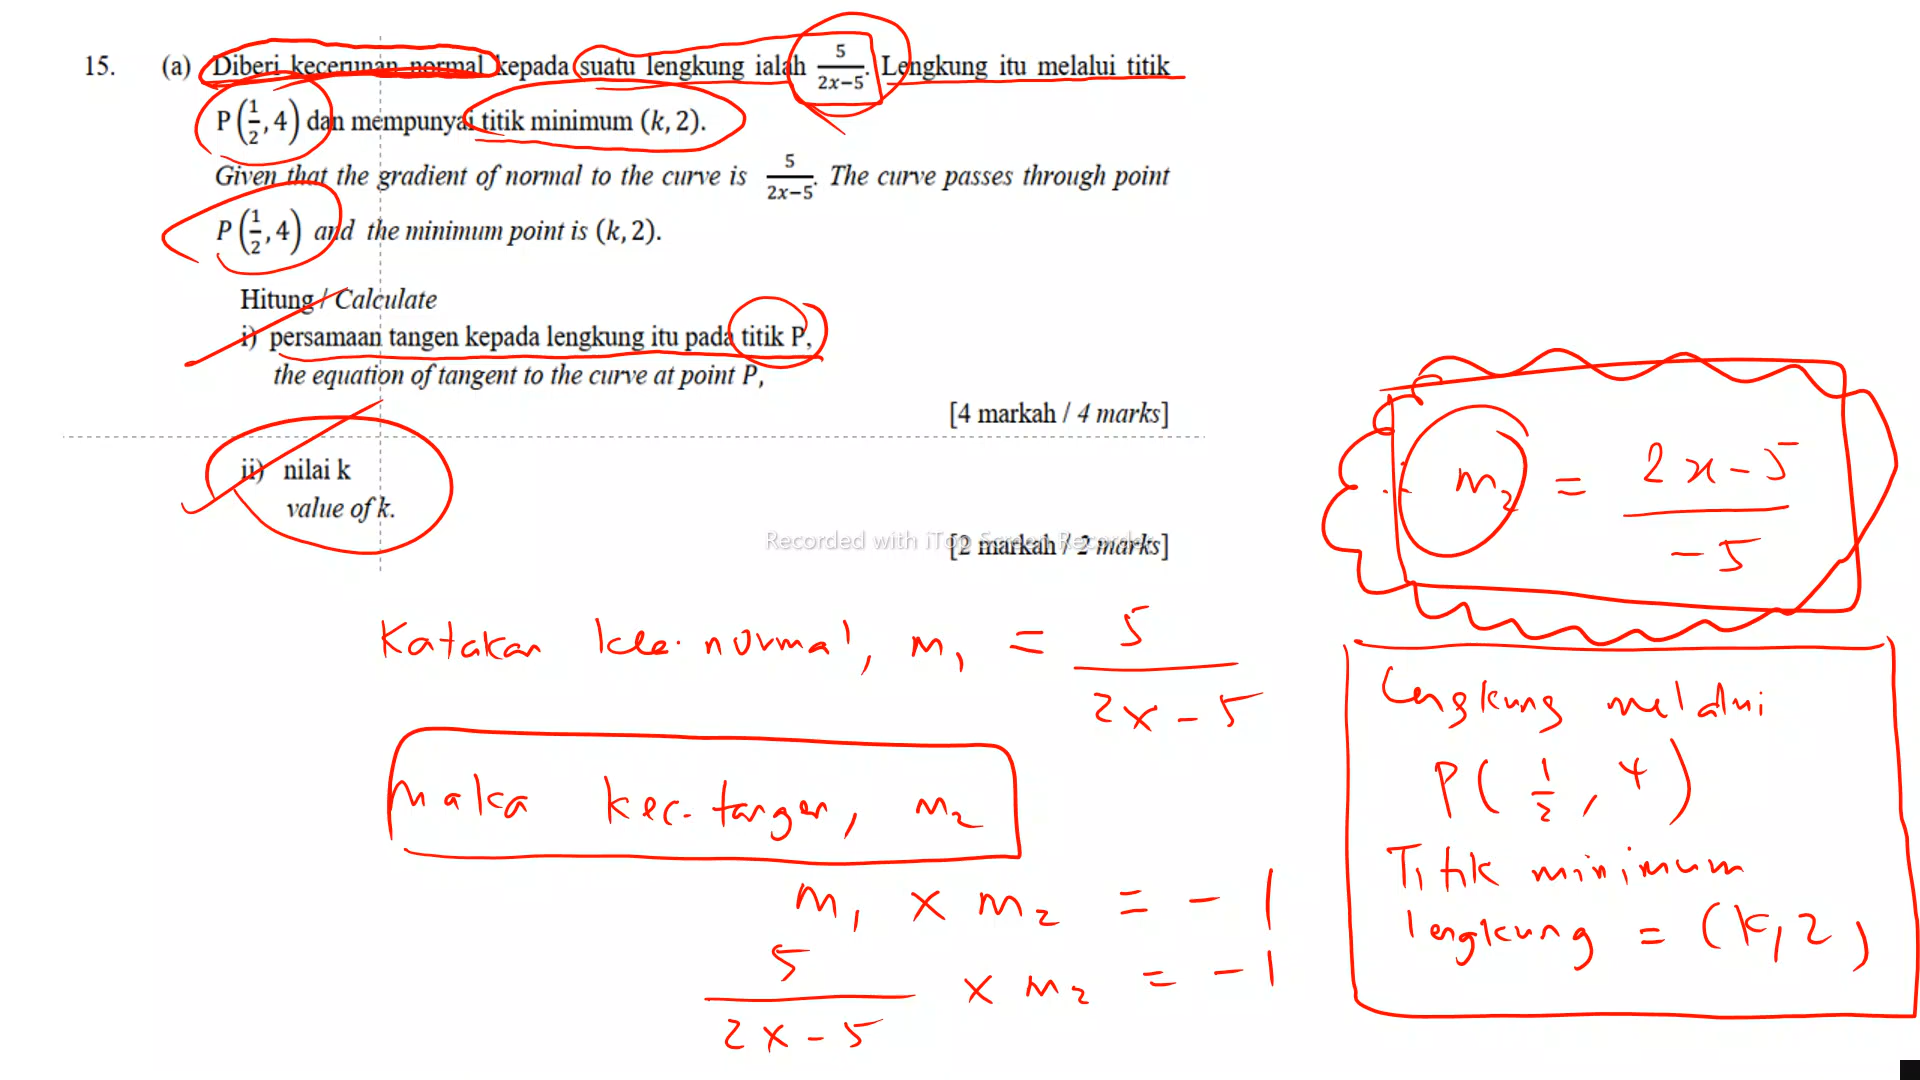 15. (a) Diberi kecerunan normal kepada suatu lengkung ialah 5/(2x−5). Lengkung itu melalui titik
P(1/2, 4) dan mempunyai titik minimum (k, 2).
Given that the gradient of normal to the curve is 5/(2x−5). The curve passes through point
P(1/2, 4) and the minimum point is (k, 2).
Hitung / Calculate
i) persamaan tangen kepada lengkung itu pada titik P,
the equation of tangent to the curve at point P,
[4 markah / 4 marks]
ii) nilai k
value of k.
[2 markah / 2 marks]
Recorded with iTop Screen Recorder
∴ m₂ = (2x−5)/−5
Katakan kec. normal, m₁ = 5/(2x−5)
Maka kec. tangen, m₂
m₁ × m₂ = −1
5/(2x−5) × m₂ = −1
Lengkung melalui
P(1/2, 4)
Titik minimum
lengkung = (k, 2)